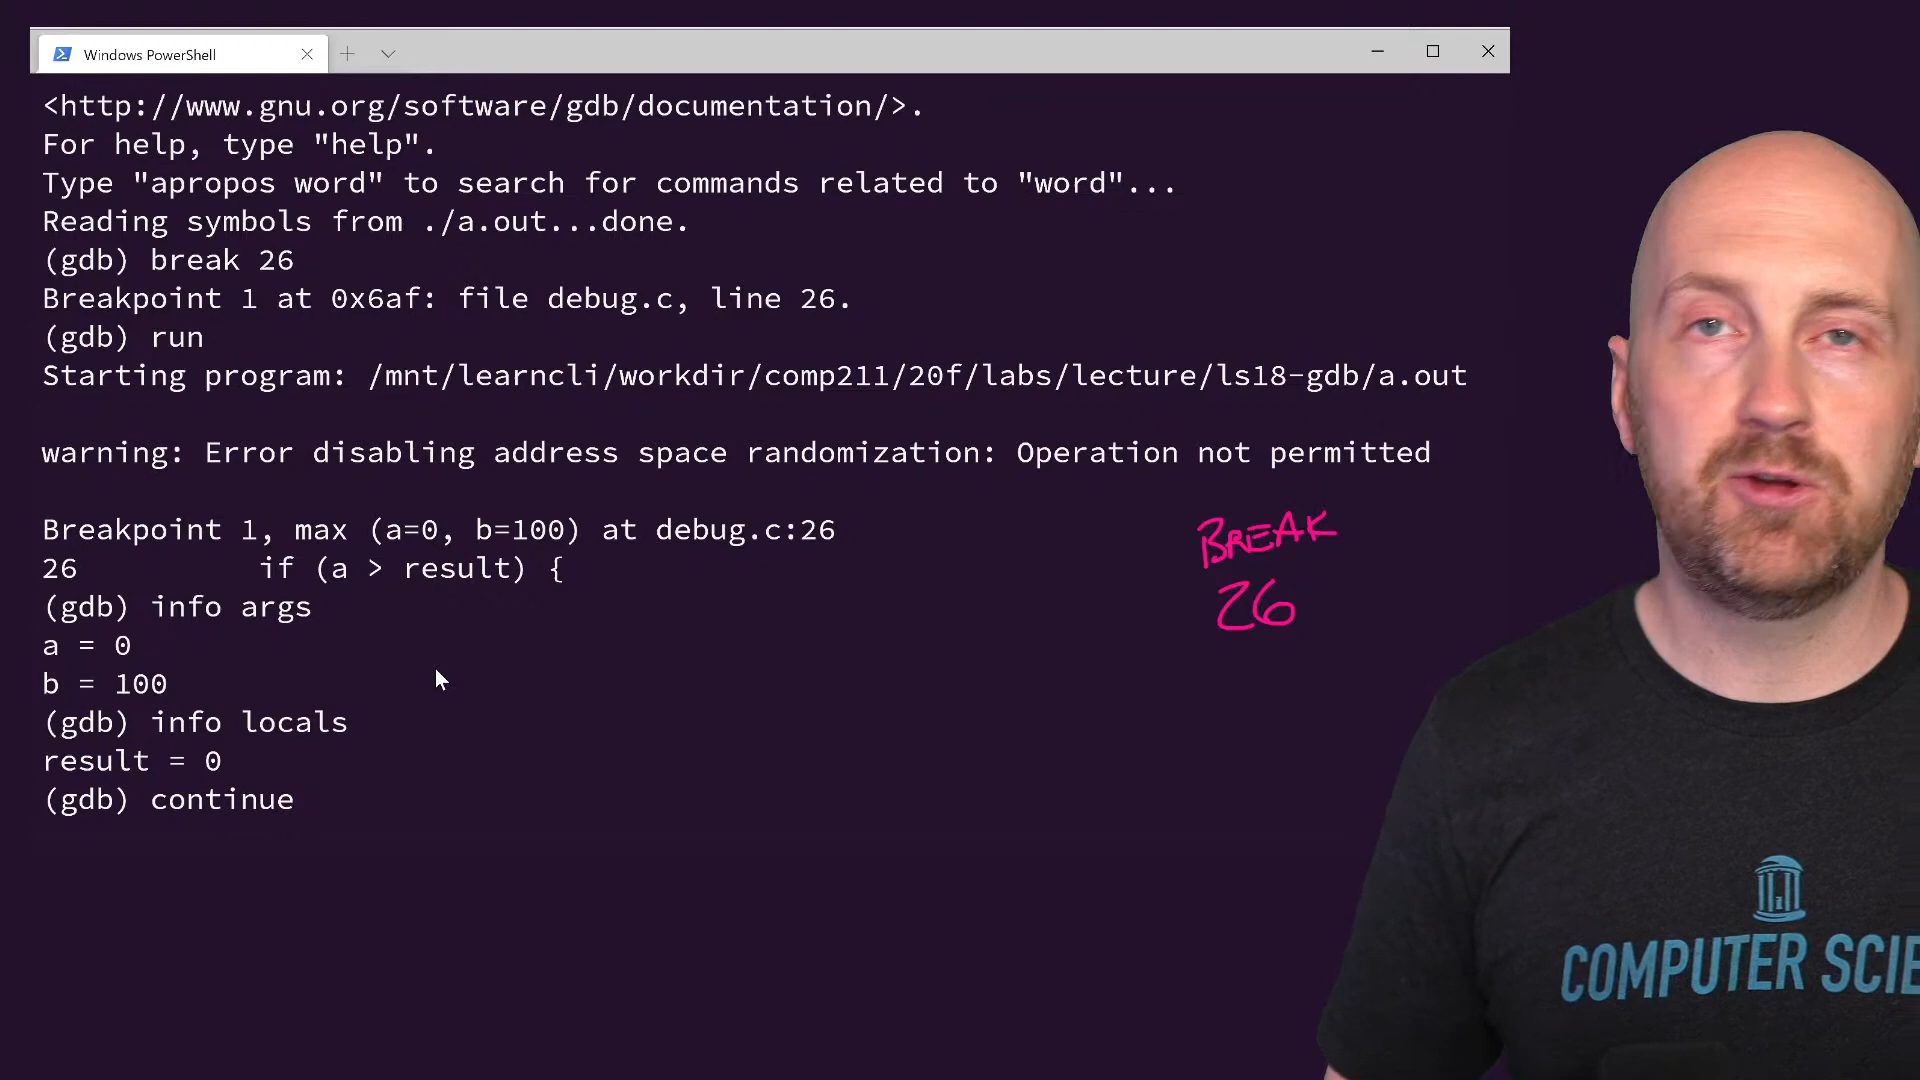 Windows PowerShell
<http://www.gnu.org/software/gdb/documentation/>.
For help, type "help".
Type "apropos word" to search for commands related to "word"...
Reading symbols from ./a.out...done.
(gdb) break 26
Breakpoint 1 at 0x6af: file debug.c, line 26.
(gdb) run
Starting program: /mnt/learncli/workdir/comp211/20f/labs/lecture/ls18-gdb/a.out
warning: Error disabling address space randomization: Operation not permitted
Breakpoint 1, max (a=0, b=100) at debug.c:26
26 if (a > result) {
(gdb) info args
a = 0
b = 100
(gdb) info locals
result = 0
(gdb) continue
BREAK
26
COMPUTER SCIE